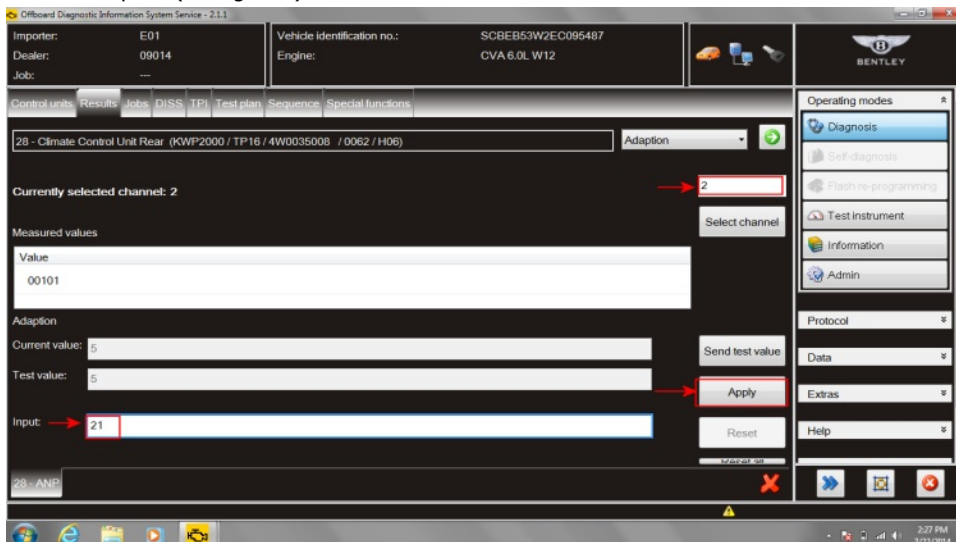 Offboard Diagnostic Information System Service - 2.1.1
Importer: E01
Dealer: 09014
Job: ---
Vehicle identification no.: SCBEB53W2EC095487
Engine: CVA 6.0L W12
B
BENTLEY
Control units Results Jobs DISS TPI Test plan Sequence Special functions
28 - Climate Control Unit Rear (KWP2000 / TP16 / 4W0035008 / 0062 / H06)
Adaption
Currently selected channel: 2
2
Select channel
Measured values
Value
00101
Adaption
Current value: 5
Send test value
Test value: 5
Apply
Input: 21
Reset
28 - ANP
Operating modes
Diagnosis
Self-diagnosis
Flash re-programming
Test instrument
Information
Admin
Protocol
Data
Extras
Help
2:27 PM